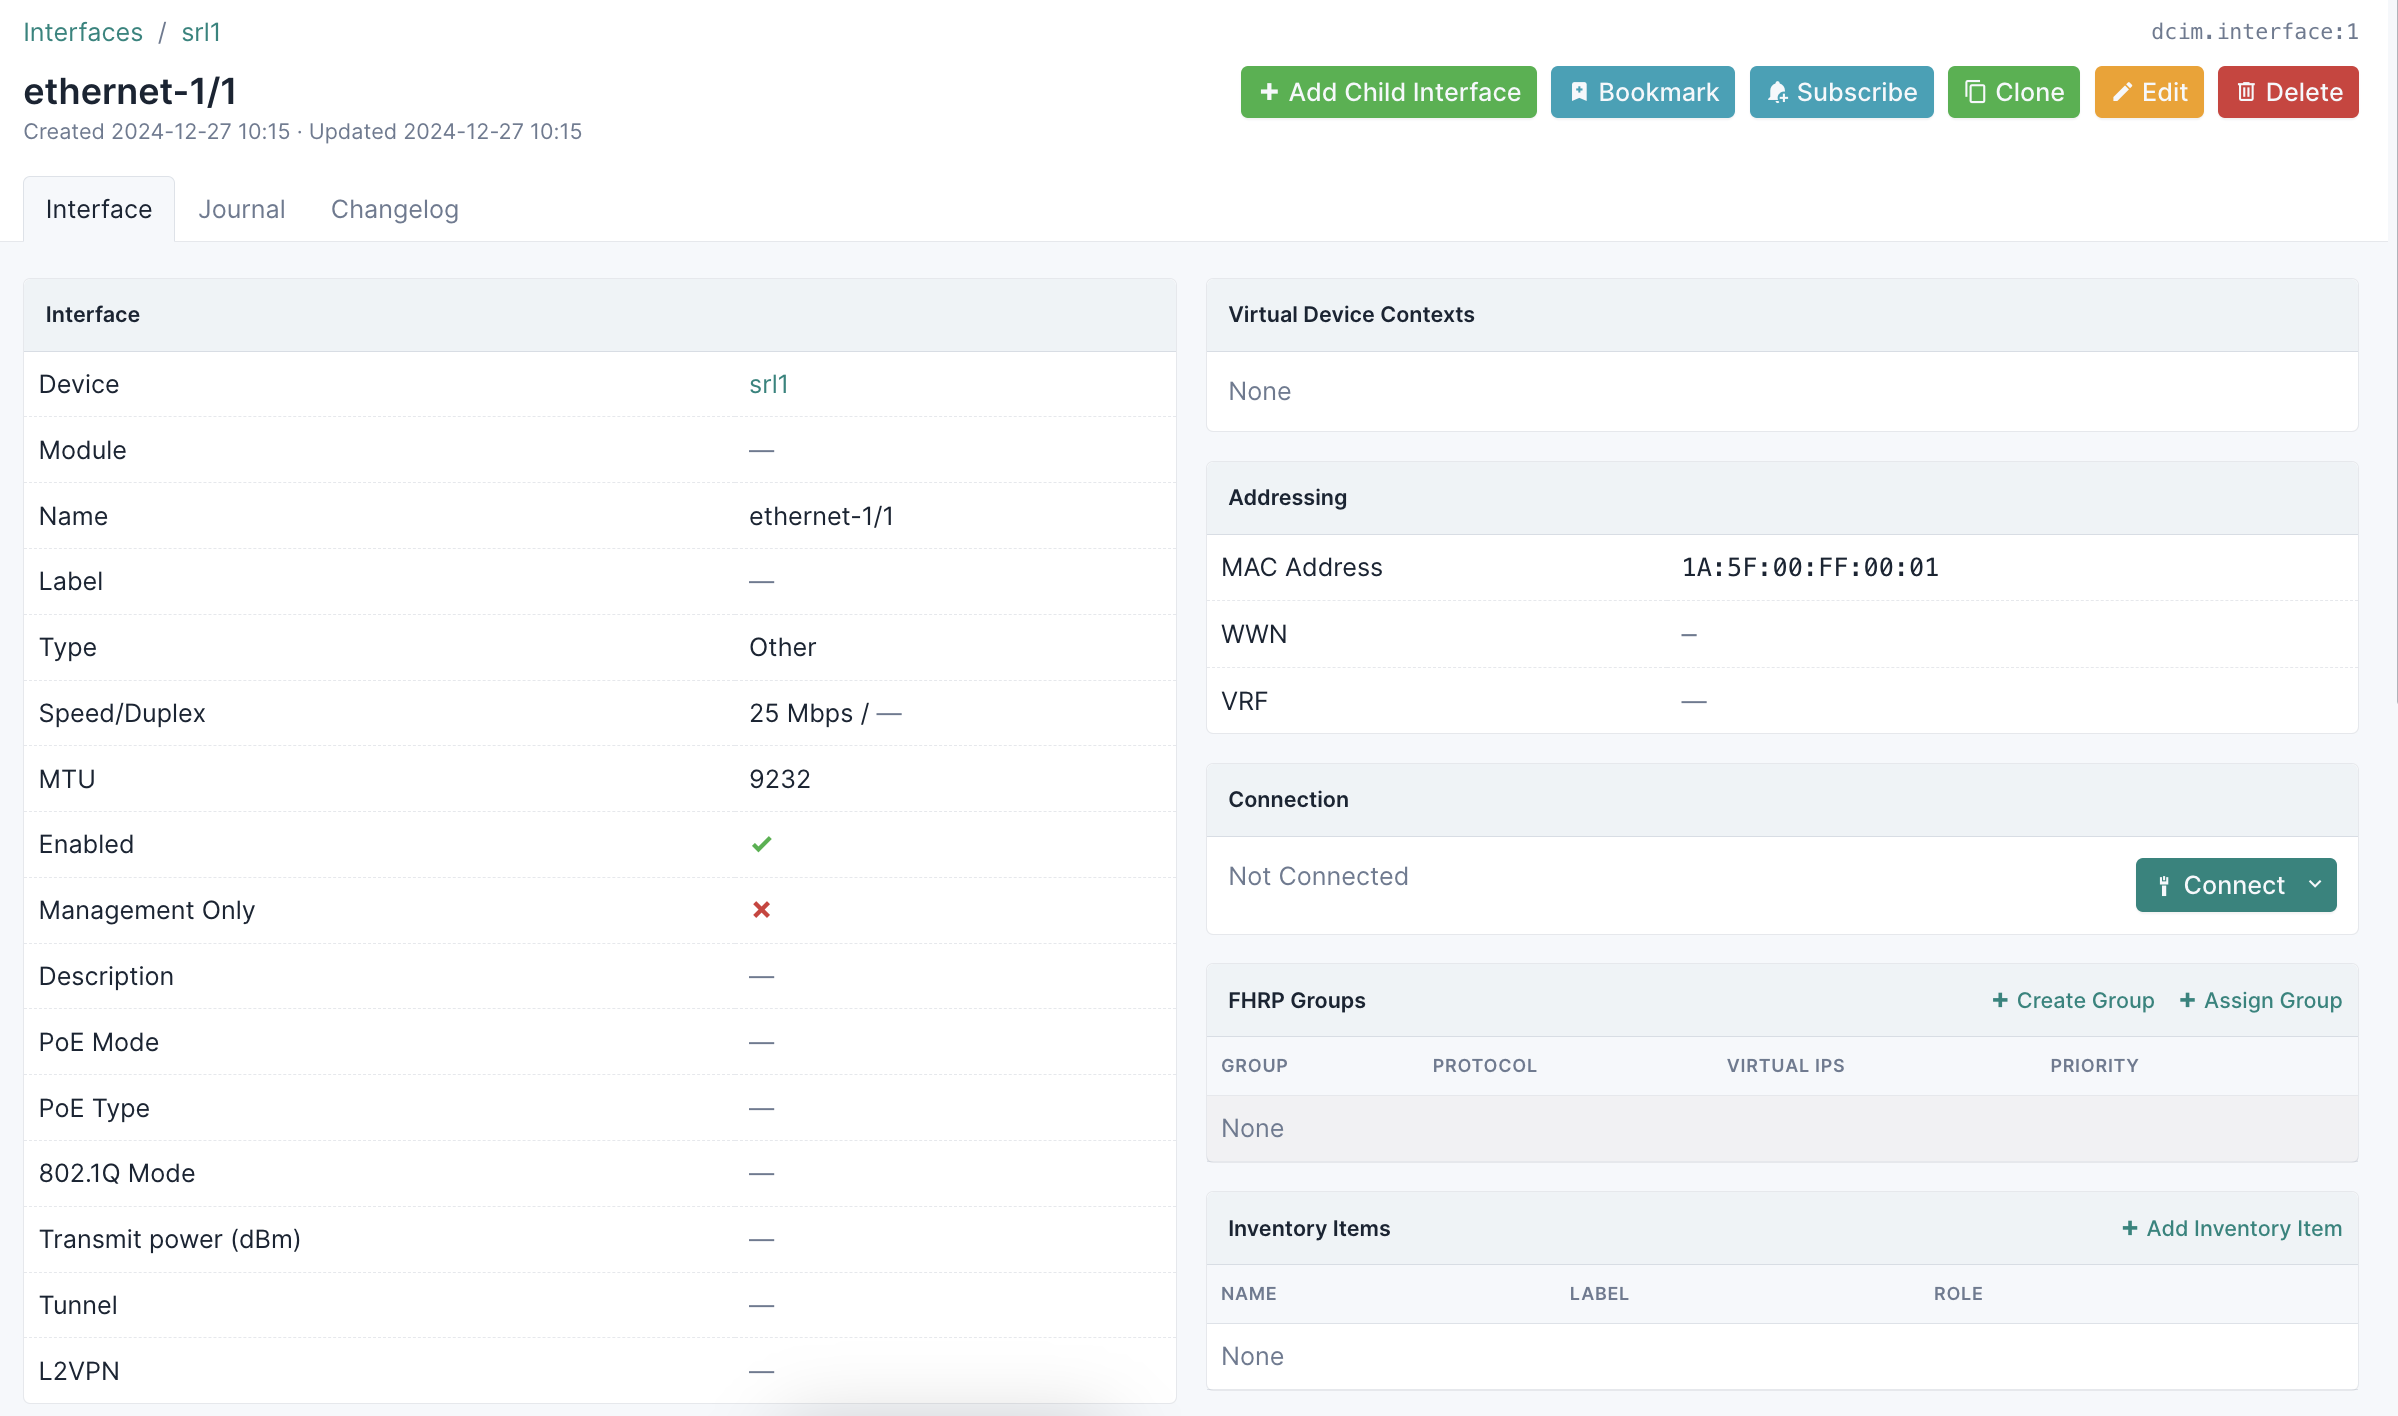 Interfaces / srl1
dcim.interface:1
ethernet-1/1
Created 2024-12-27 10:15 · Updated 2024-12-27 10:15
+ Add Child Interface
Bookmark
Subscribe
Clone
Edit
Delete
Interface
Journal
Changelog
Interface
Device srl1
Module —
Name ethernet-1/1
Label —
Type Other
Speed/Duplex 25 Mbps / —
MTU 9232
Enabled
Management Only
Description —
PoE Mode —
PoE Type —
802.1Q Mode —
Transmit power (dBm) —
Tunnel —
L2VPN —
Virtual Device Contexts
None
Addressing
MAC Address 1A:5F:00:FF:00:01
WWN –
VRF —
Connection
Not Connected
Connect
FHRP Groups + Create Group + Assign Group
GROUP PROTOCOL VIRTUAL IPS PRIORITY
None
Inventory Items + Add Inventory Item
NAME LABEL ROLE
None